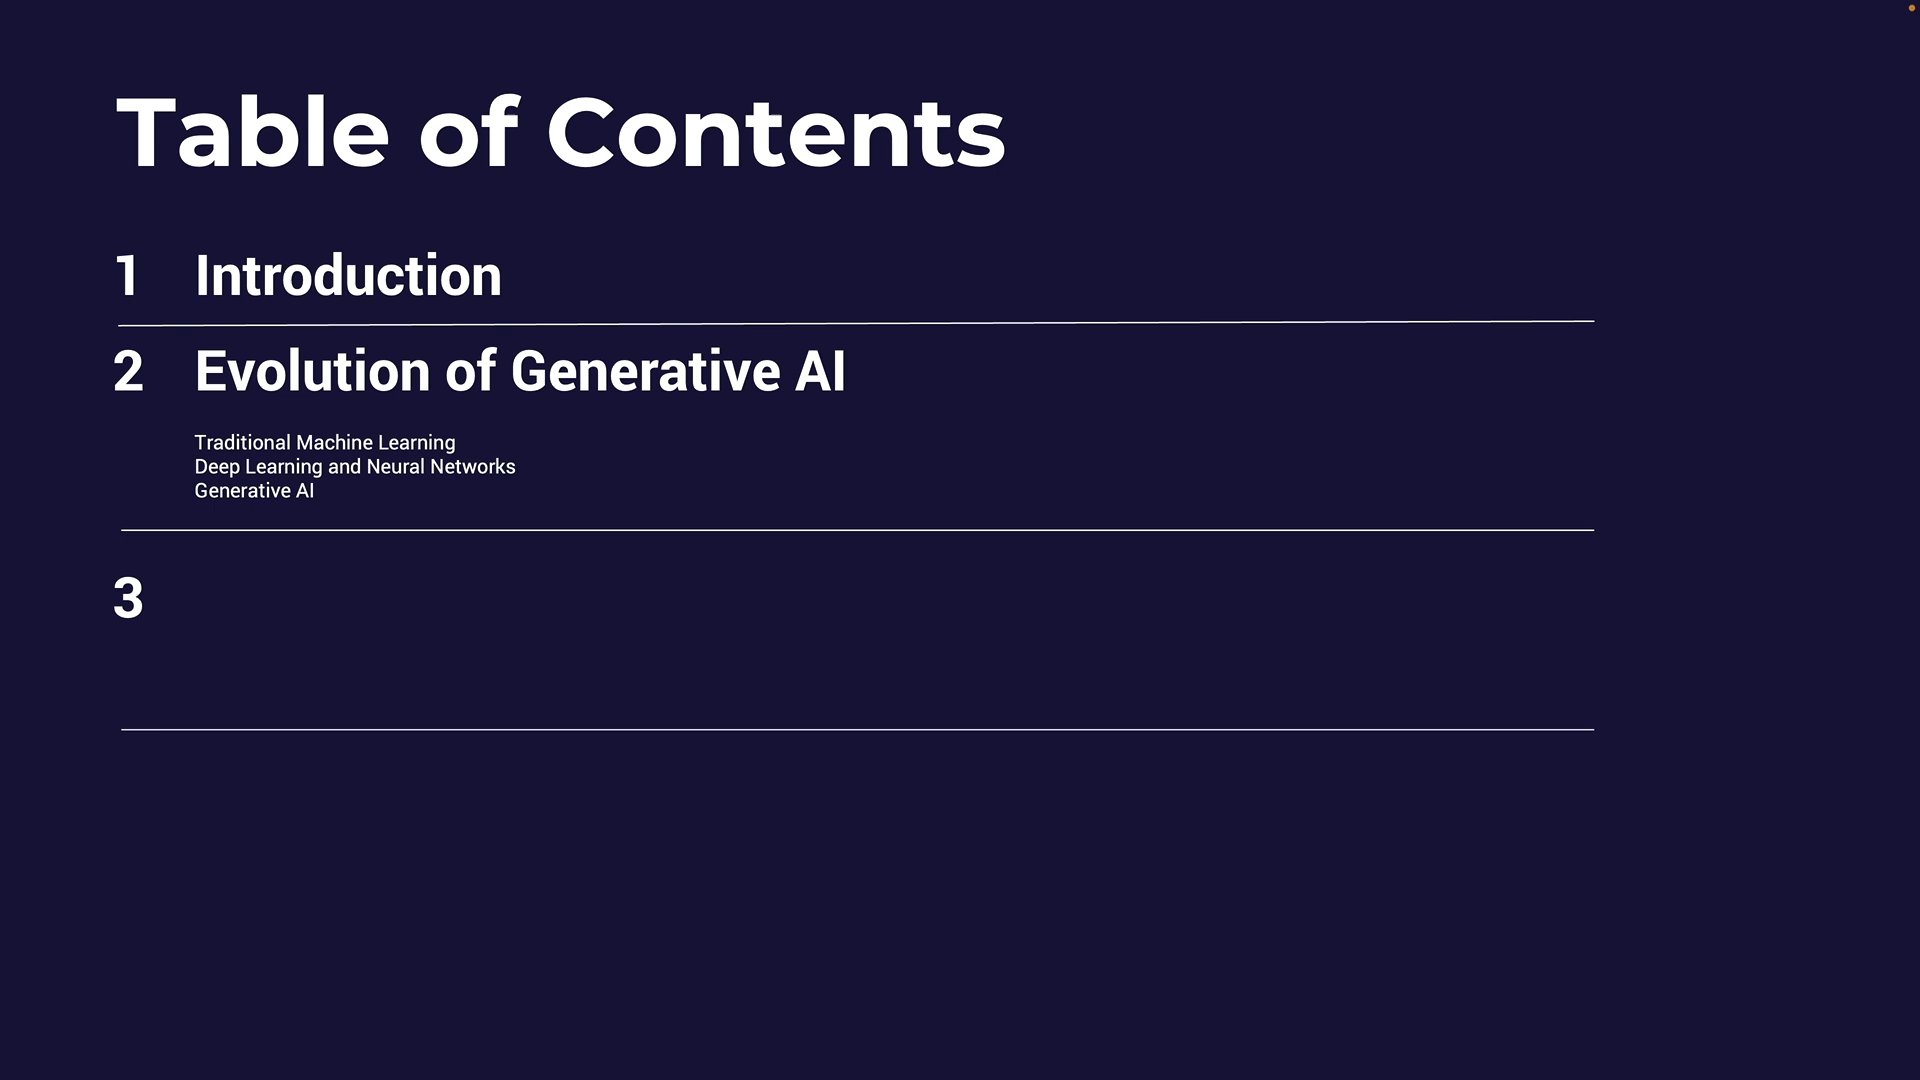 Table of Contents
1 Introduction
2 Evolution of Generative AI
Traditional Machine Learning
Deep Learning and Neural Networks
Generative AI
3